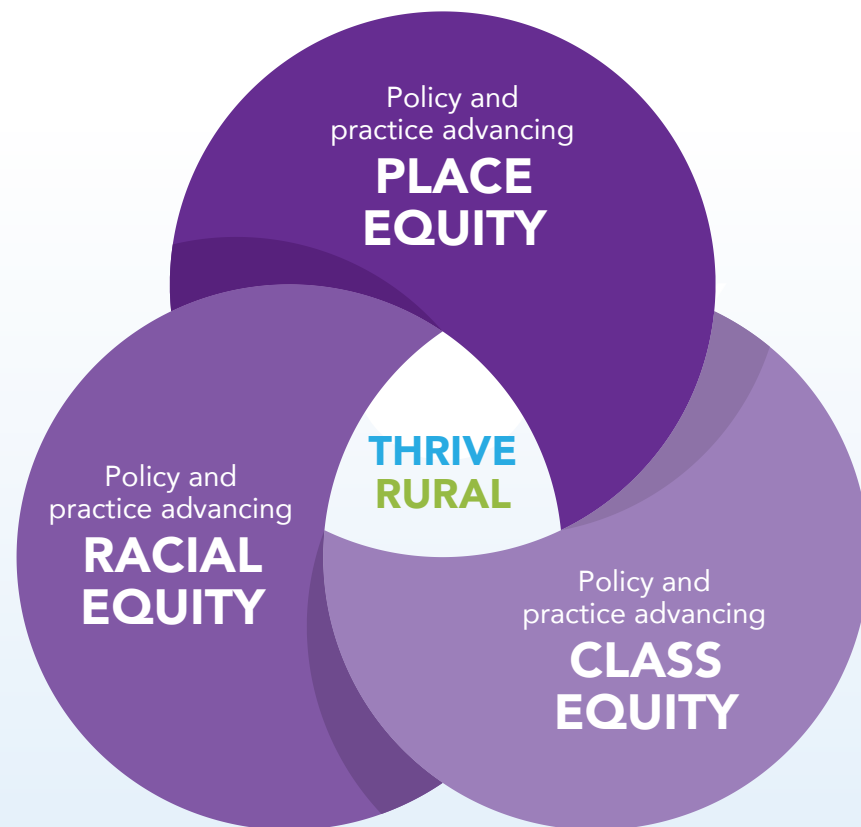 Policy and
practice advancing
PLACE
EQUITY
THRIVE
RURAL
Policy and
practice advancing
RACIAL
EQUITY
Policy and
practice advancing
CLASS
EQUITY